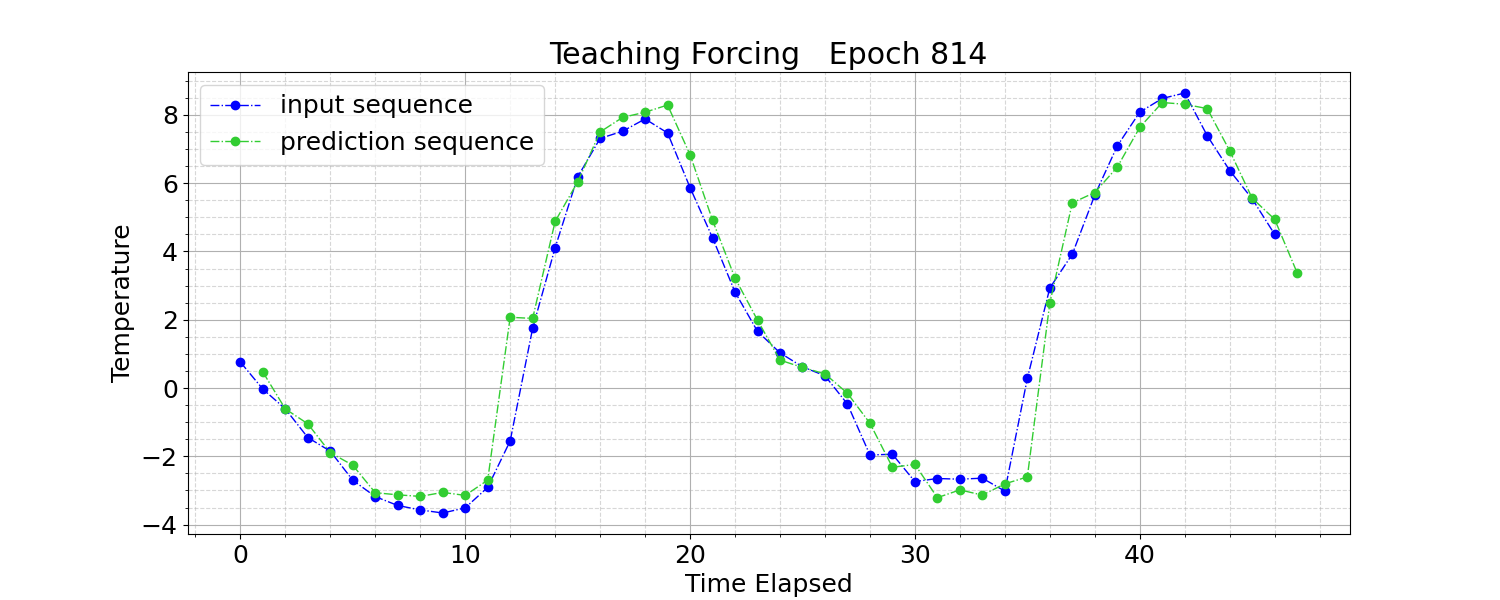 Teaching Forcing   Epoch 814
input sequence
prediction sequence
8
6
4
2
0
−2
−4
Temperature
0 10 20 30 40
Time Elapsed